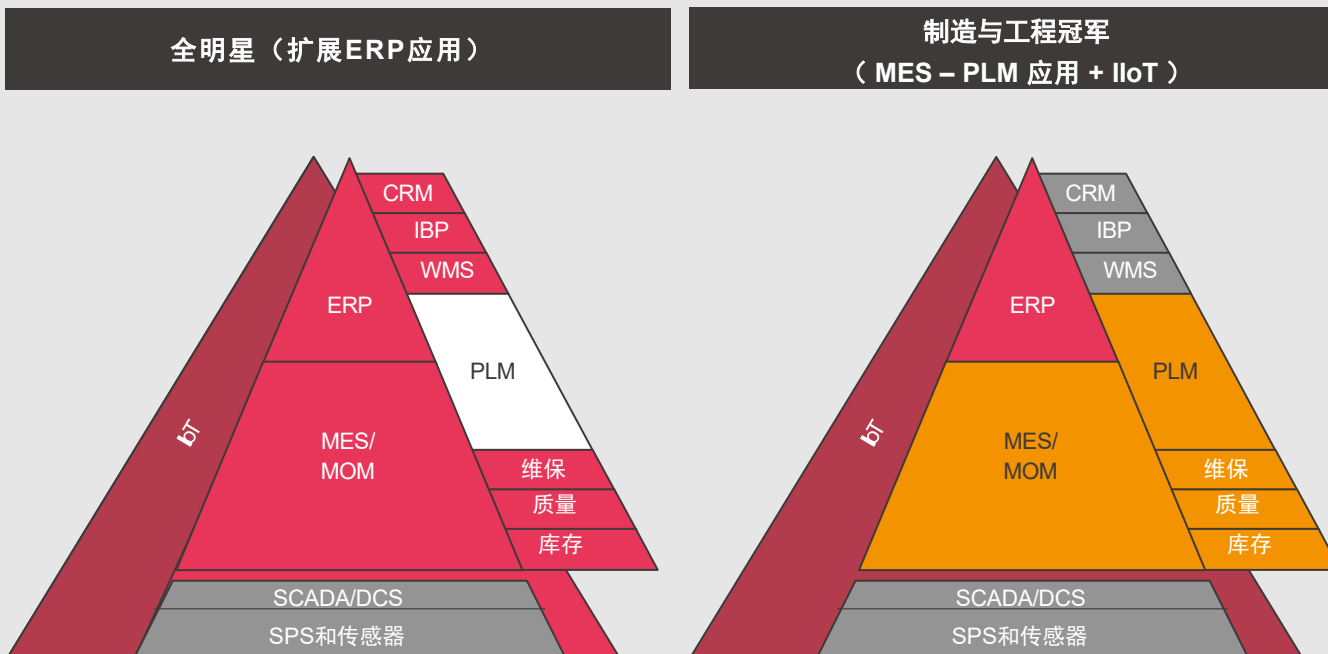 全明星（扩展ERP应用）
CRM
IBP
WMS
ERP
PLM
IIoT
MES/
MOM
维保
质量
库存
SCADA/DCS
SPS和传感器
制造与工程冠军
（ MES – PLM 应用 + IIoT ）
CRM
IBP
WMS
ERP
PLM
IIoT
MES/
MOM
维保
质量
库存
SCADA/DCS
SPS和传感器